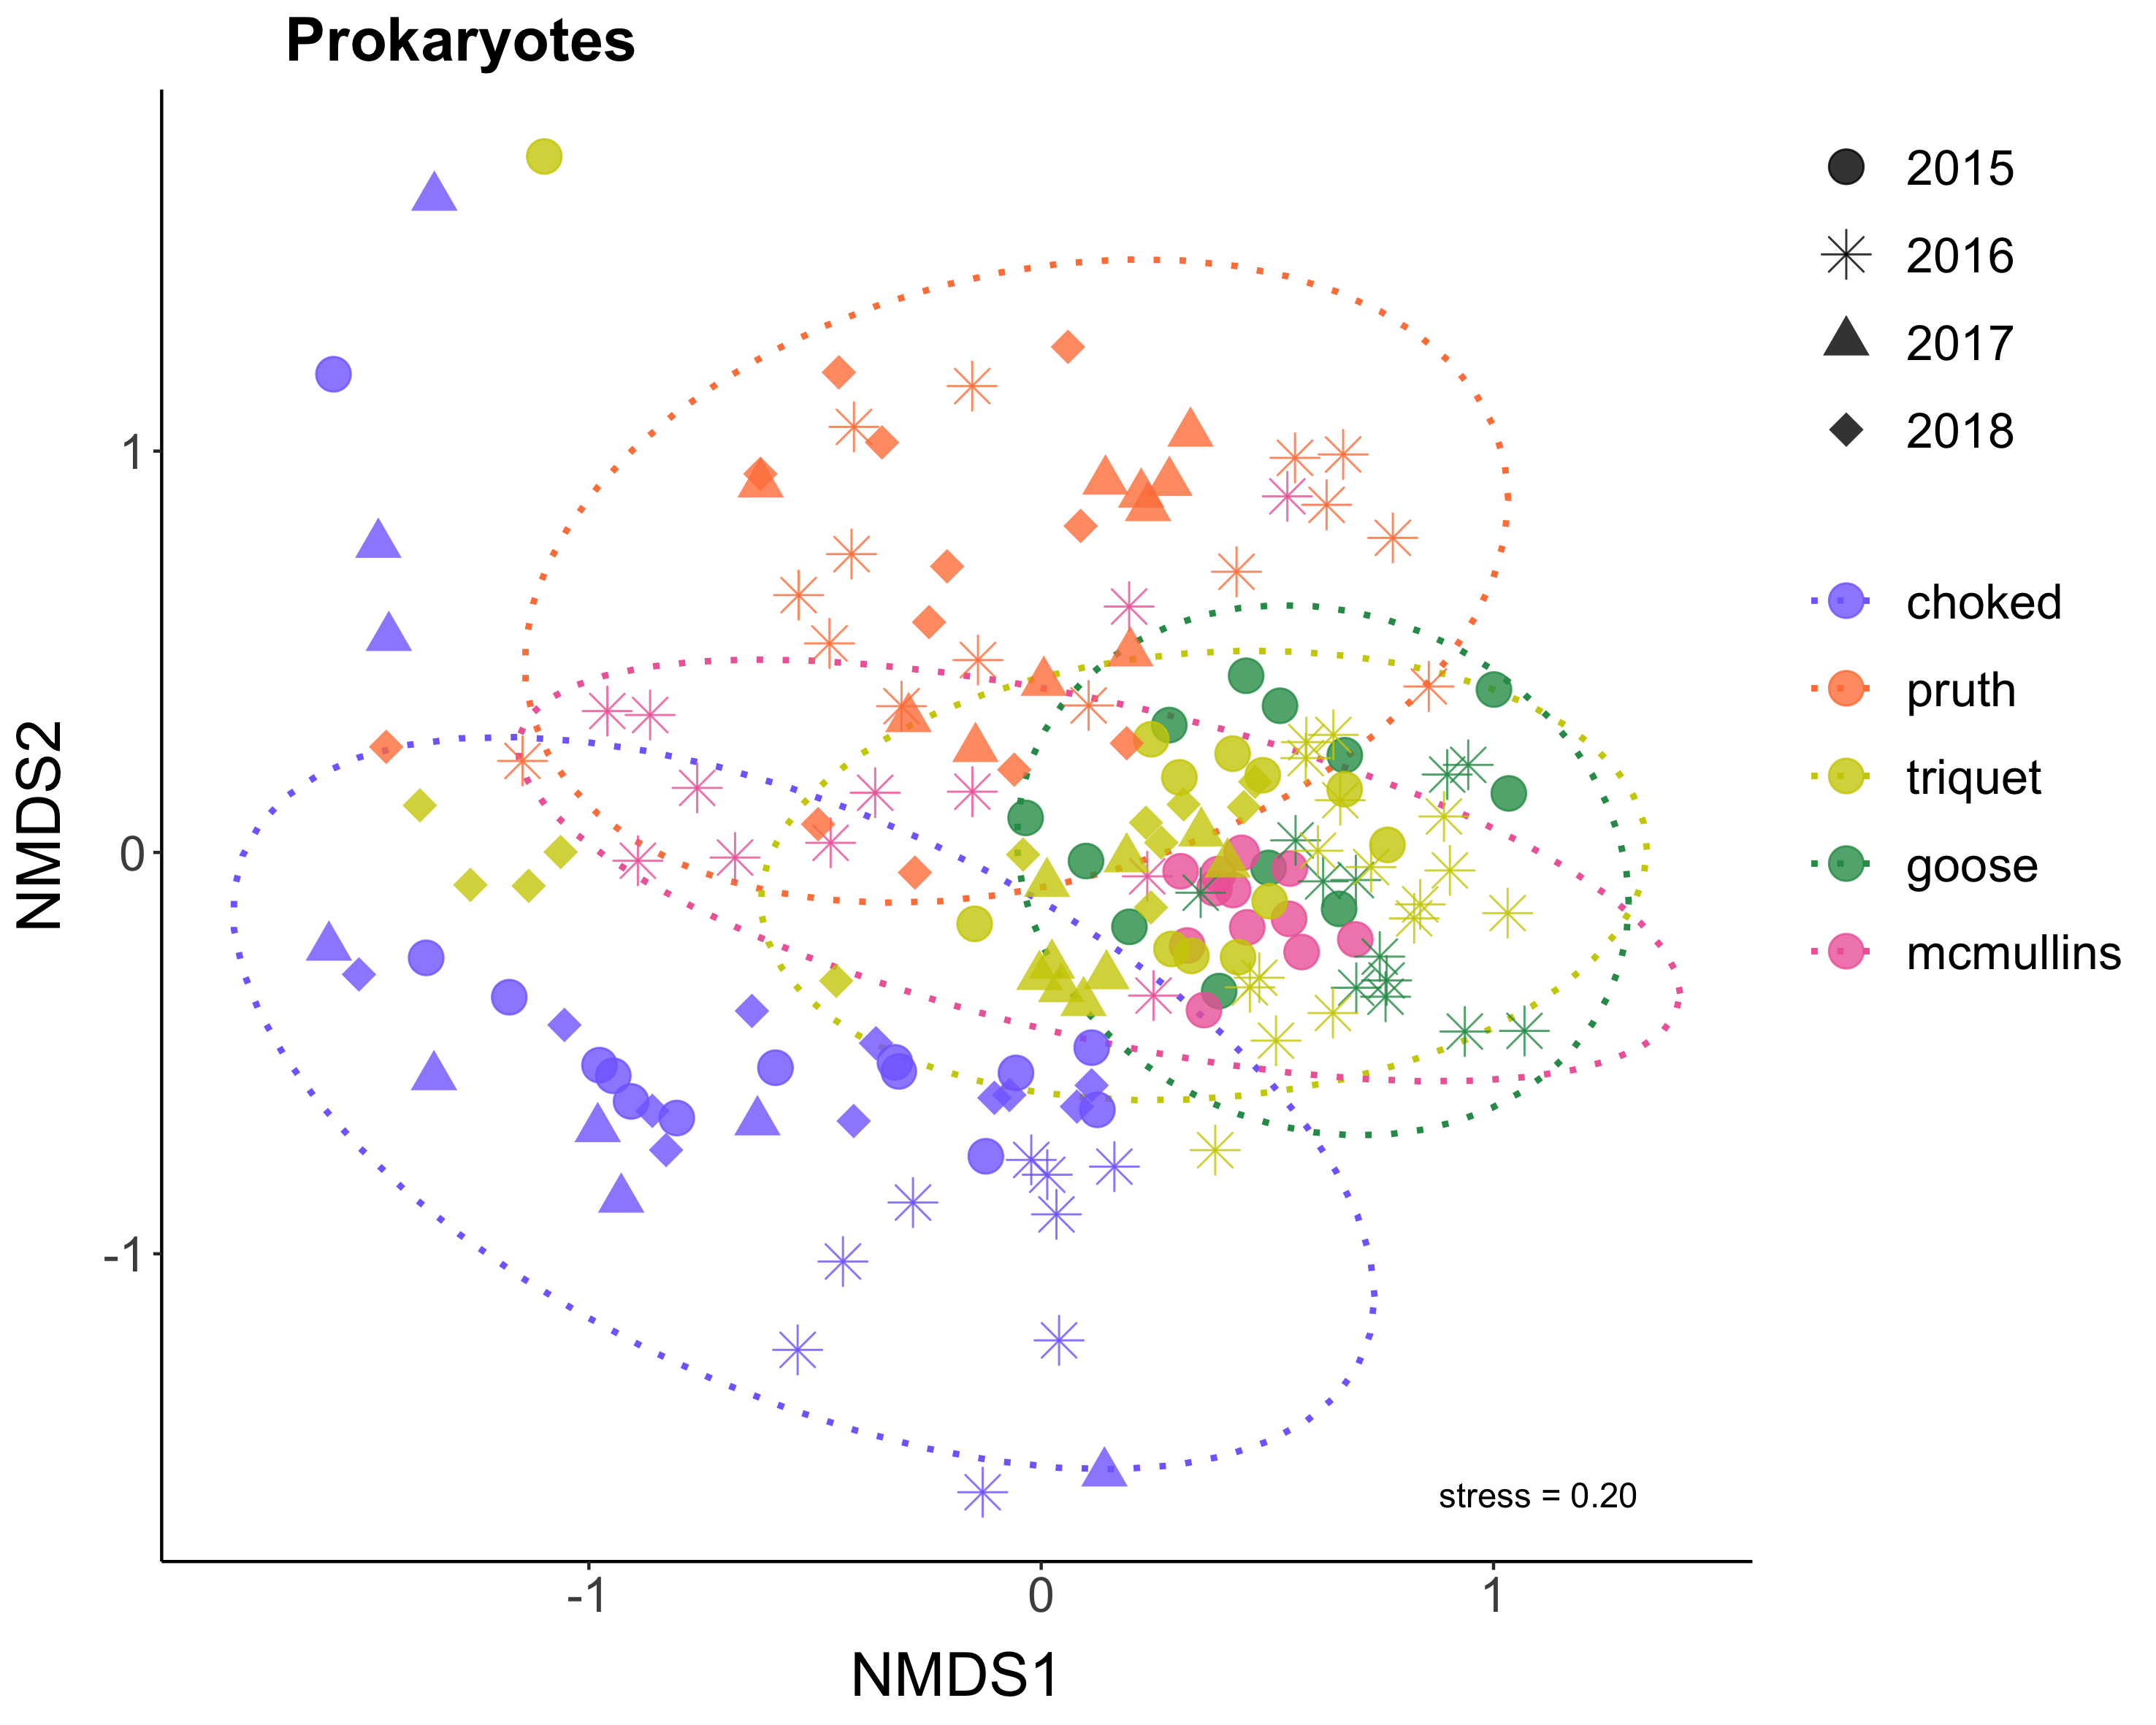 Prokaryotes
2015
2016
2017
2018
choked
pruth
triquet
goose
mcmullins
NMDS2
1
0
-1
stress = 0.20
-1
0
1
NMDS1